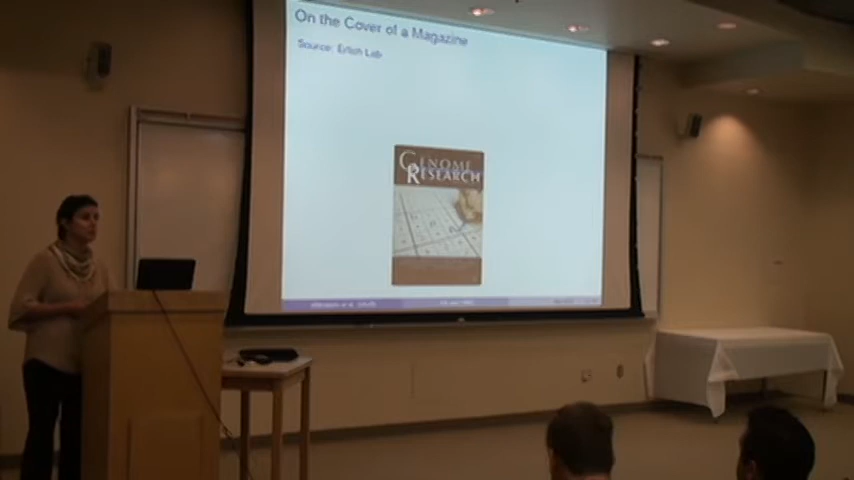 On the Cover of a Magazine
Source: Erlich Lab
GENOME
RESEARCH